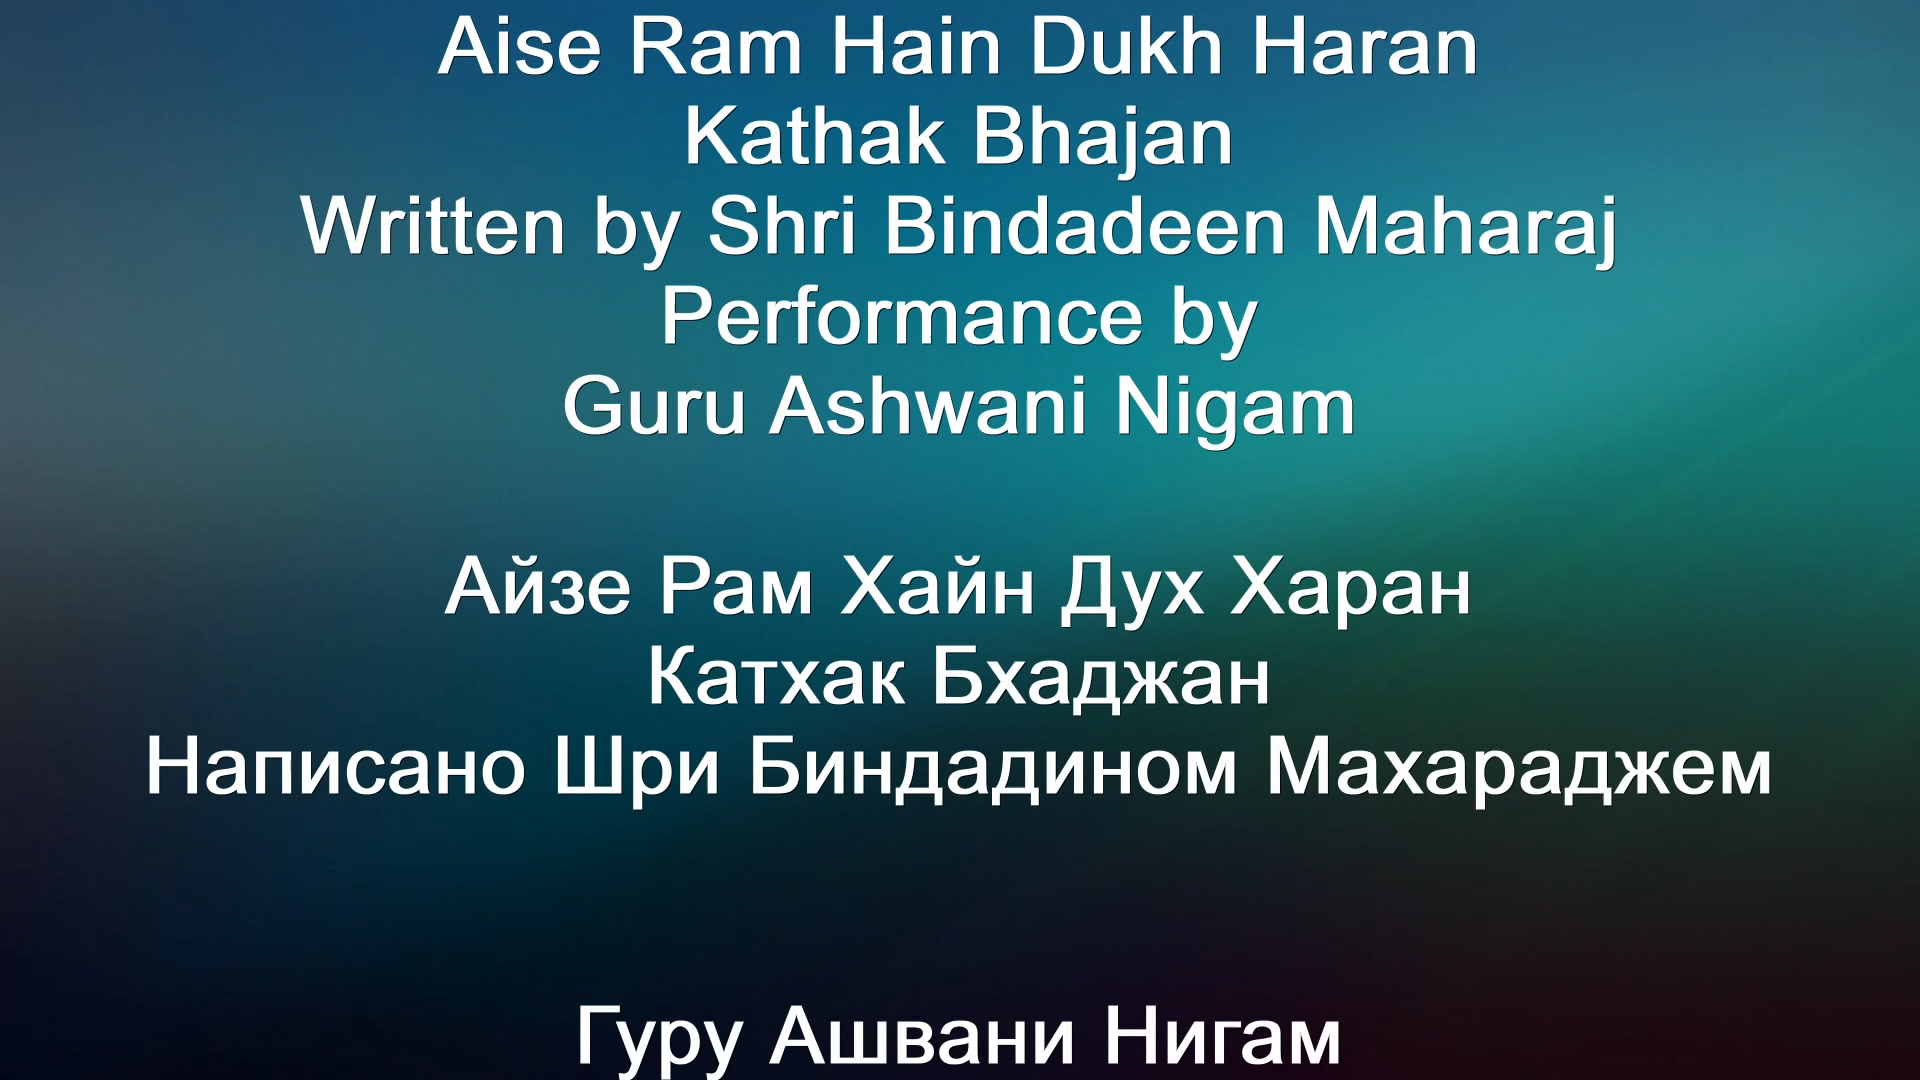 Aise Ram Hain Dukh Haran
Kathak Bhajan
Written by Shri Bindadeen Maharaj
Performance by
Guru Ashwani Nigam
Айзе Рам Хайн Дух Харан
Катхак Бхаджан
Написано Шри Биндадином Махараджем
Гуру Ашвани Нигам